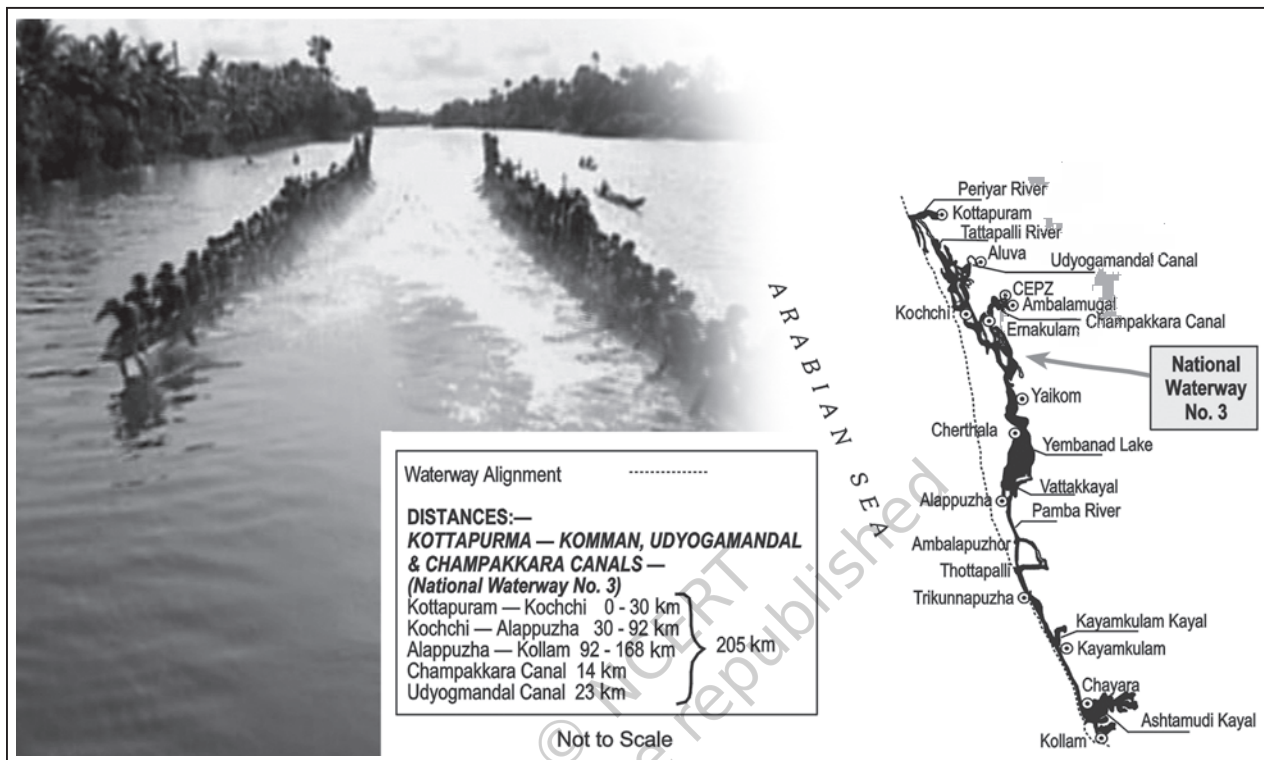 Periyar River
Kottapuram
Tattapalli River
Aluva
Udyogamandal Canal
CEPZ
Ambalamugal
Kochchi
Ernakulam
Champakkara Canal
ARABIAN SEA
National
Waterway
No. 3
Yaikom
Cherthala
Yembanad Lake
Vattakkayal
Alappuzha
Pamba River
Ambalapuzhor
Thottapalli
Trikunnapuzha
Kayamkulam Kayal
Kayamkulam
Chayara
Ashtamudi Kayal
Kollam
Waterway Alignment
DISTANCES:—
KOTTAPURMA — KOMMAN, UDYOGAMANDAL
& CHAMPAKKARA CANALS —
(National Waterway No. 3)
Kottapuram — Kochchi 0 - 30 km
Kochchi — Alappuzha 30 - 92 km
Alappuzha — Kollam 92 - 168 km
Champakkara Canal 14 km
Udyogmandal Canal 23 km
205 km
Not to Scale
© NCERT
e republished